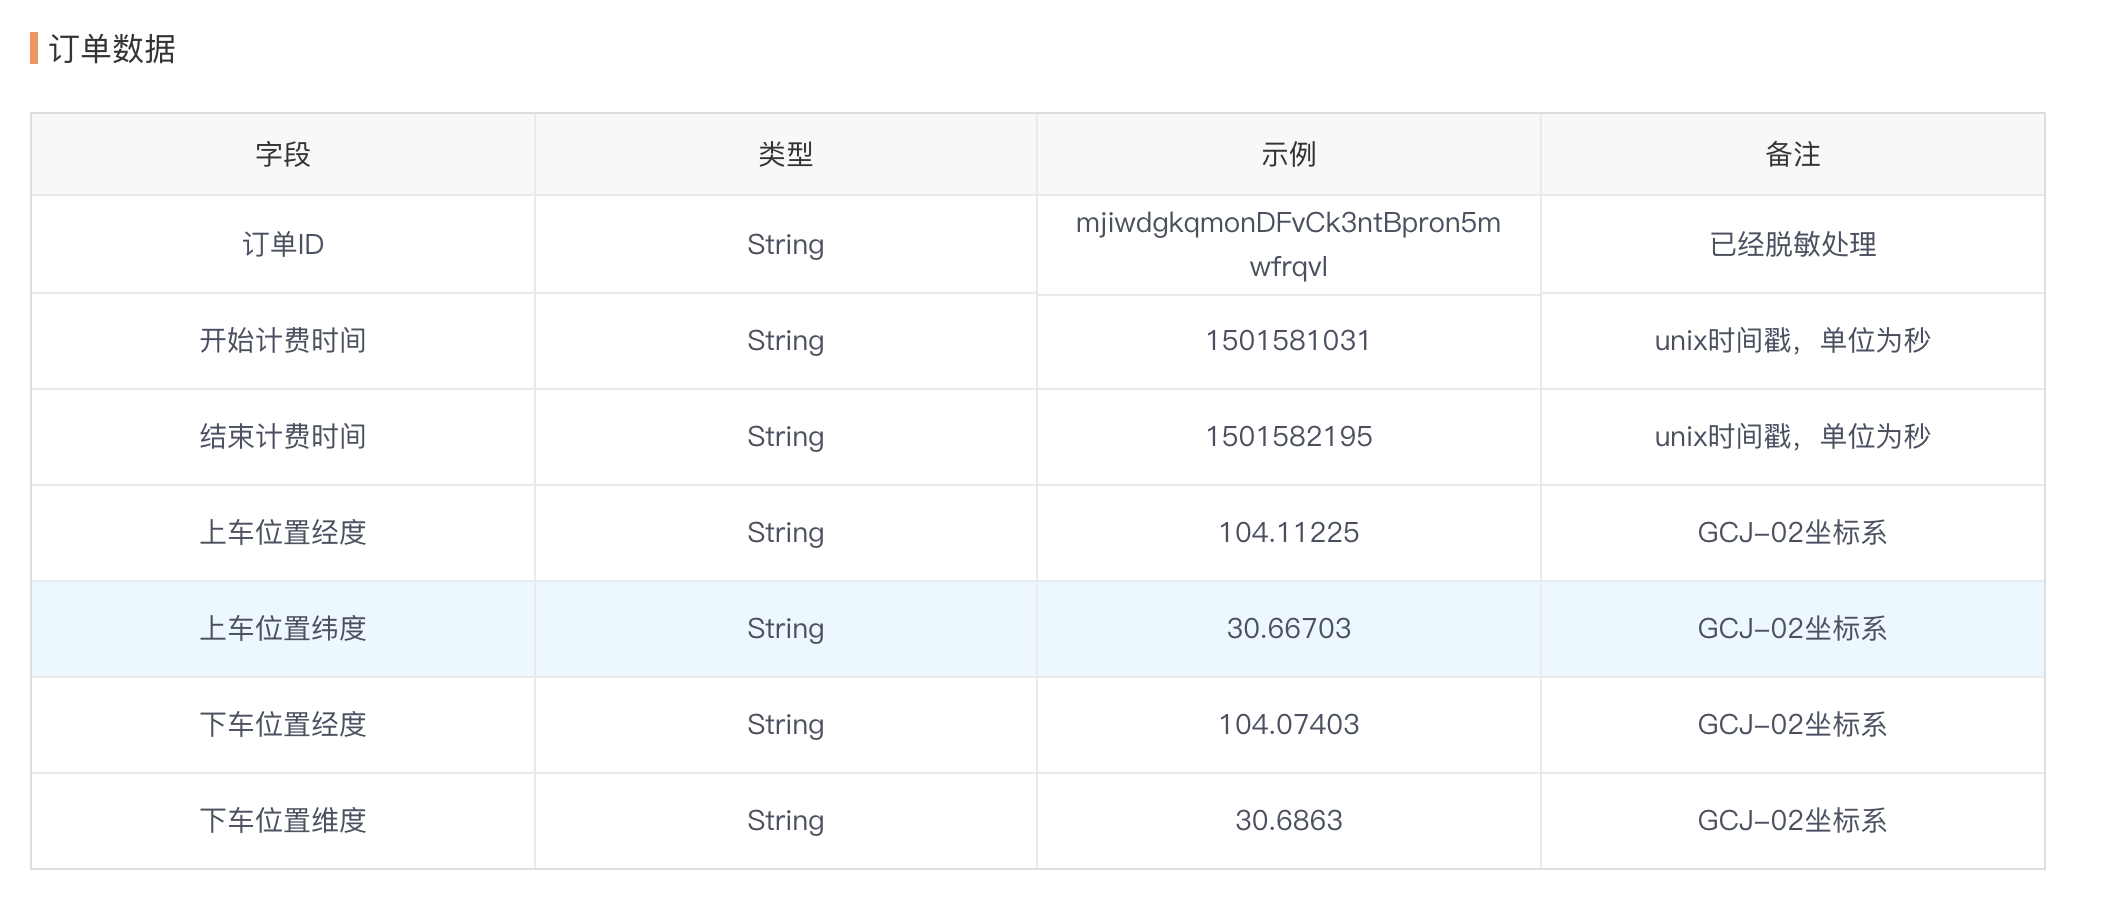 订单数据
字段 类型 示例 备注
订单ID String mjiwdgkqmonDFvCk3ntBpron5m
wfrqvl 已经脱敏处理
开始计费时间 String 1501581031 unix时间戳，单位为秒
结束计费时间 String 1501582195 unix时间戳，单位为秒
上车位置经度 String 104.11225 GCJ-02坐标系
上车位置纬度 String 30.66703 GCJ-02坐标系
下车位置经度 String 104.07403 GCJ-02坐标系
下车位置维度 String 30.6863 GCJ-02坐标系